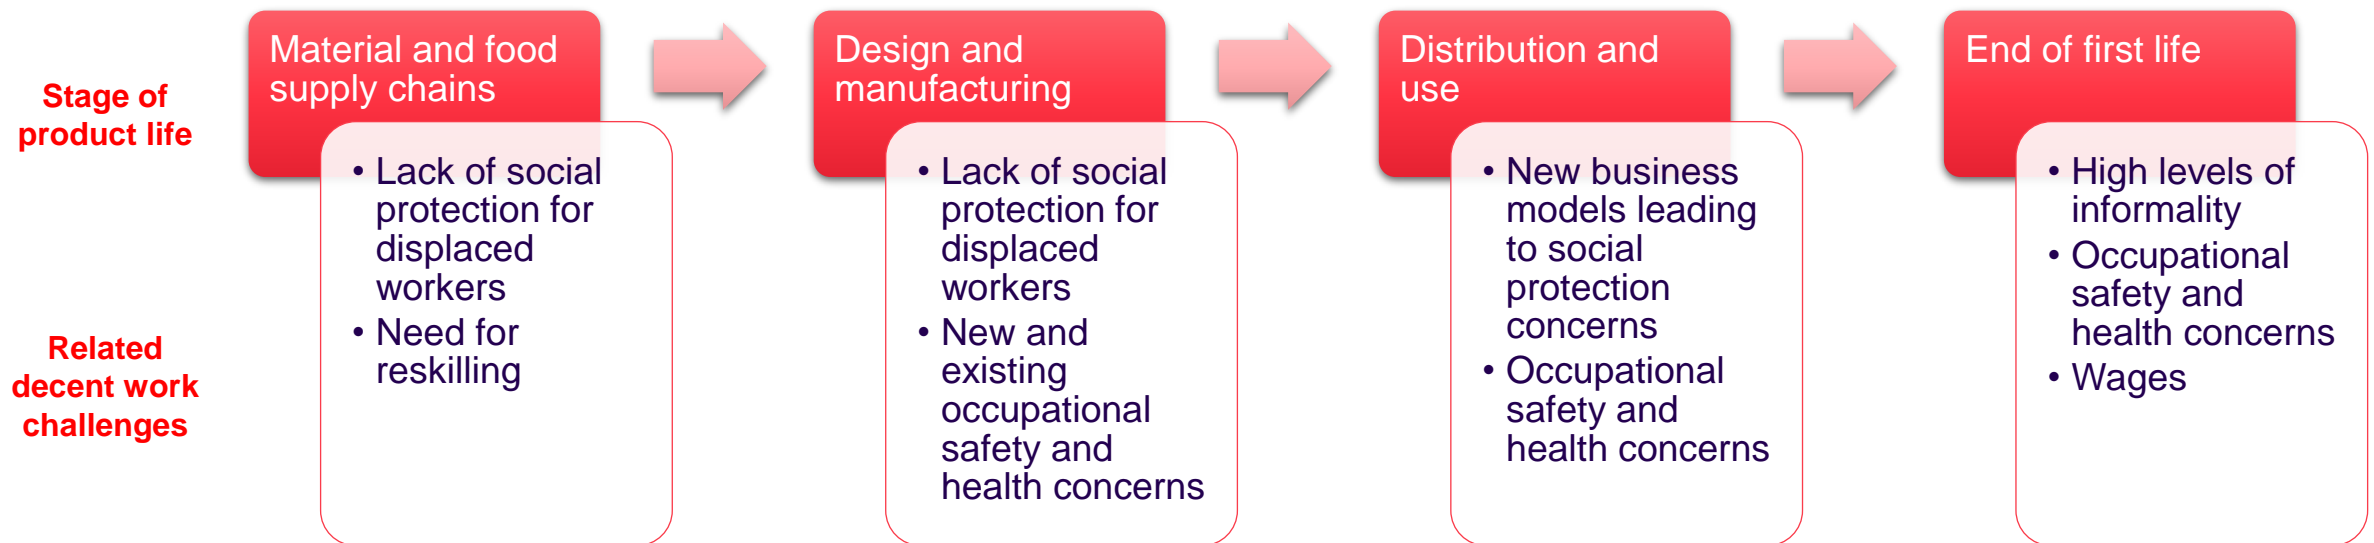 Stage of
product life
Related
decent work
challenges
Material and food
supply chains
• Lack of social
protection for
displaced
workers
• Need for
reskilling
Design and
manufacturing
• Lack of social
protection for
displaced
workers
• New and
existing
occupational
safety and
health concerns
Distribution and
use
• New business
models leading
to social
protection
concerns
• Occupational
safety and
health concerns
End of first life
• High levels of
informality
• Occupational
safety and
health concerns
• Wages